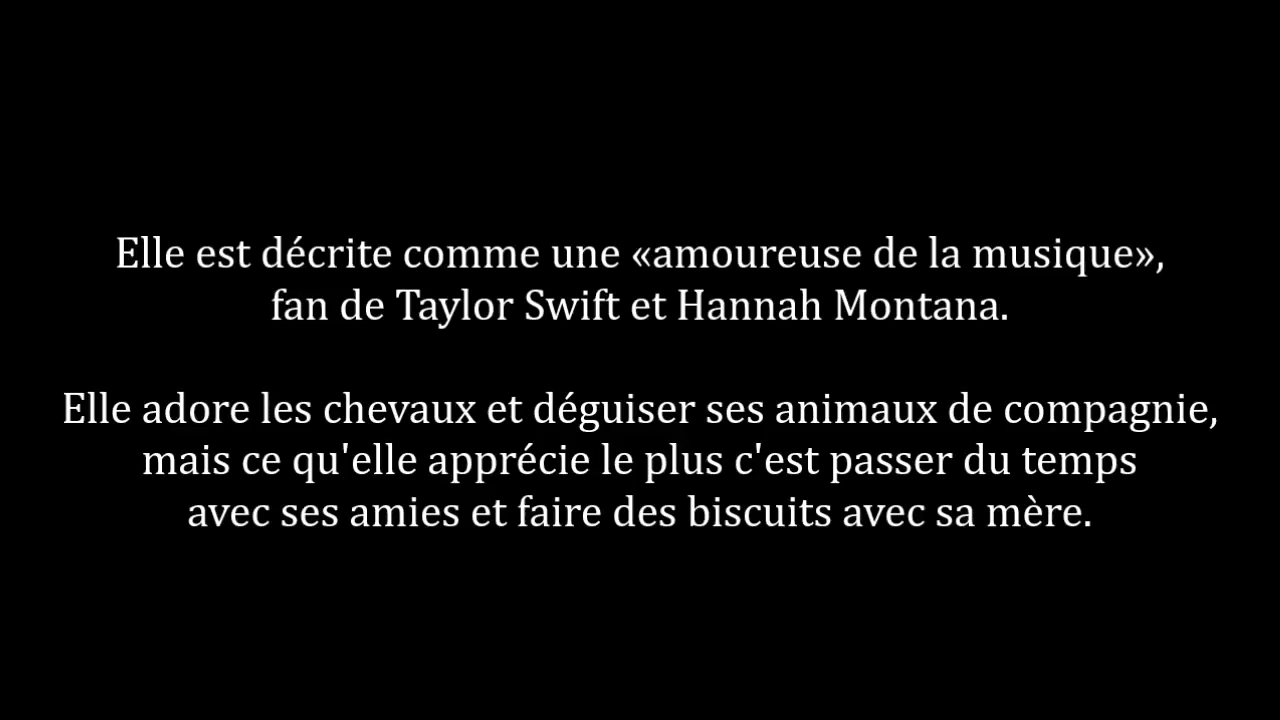 Elle est décrite comme une «amoureuse de la musique»,
fan de Taylor Swift et Hannah Montana.
Elle adore les chevaux et déguiser ses animaux de compagnie,
mais ce qu'elle apprécie le plus c'est passer du temps
avec ses amies et faire des biscuits avec sa mère.